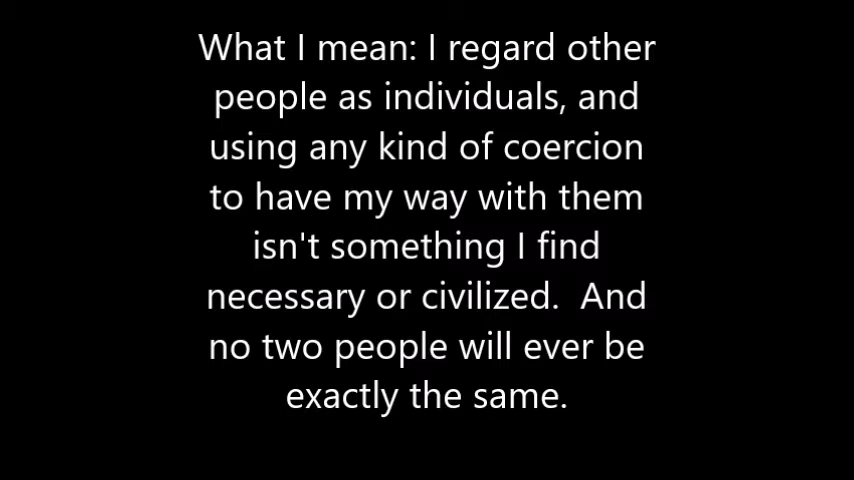 What I mean: I regard other
people as individuals, and
using any kind of coercion
to have my way with them
isn't something I find
necessary or civilized.  And
no two people will ever be
exactly the same.